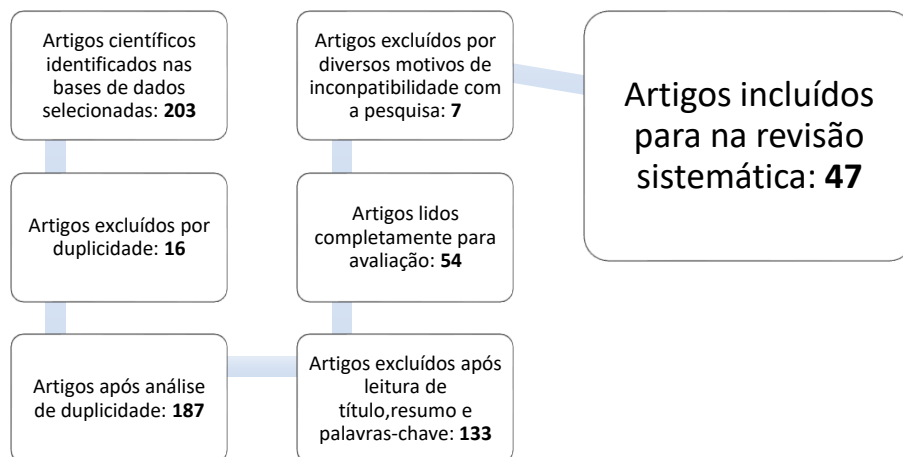 Artigos científicos
identificados nas
bases de dados
selecionadas: 203
Artigos excluídos por
duplicidade: 16
Artigos após análise
de duplicidade: 187
Artigos excluídos após
leitura de
título,resumo e
palavras-chave: 133
Artigos lidos
completamente para
avaliação: 54
Artigos excluídos por
diversos motivos de
inconpatibilidade com
a pesquisa: 7
Artigos incluídos
para na revisão
sistemática: 47